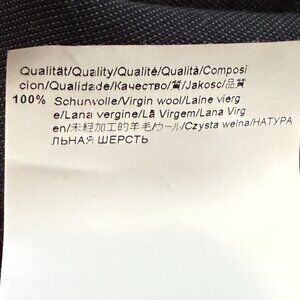 Qualität/Quality/Qualité/Qualità/Composi
cion/Qualidade/Качество/質/Jakosc/品質
100% Schurwolle/Virgin wool/Laine vierg
e/Lana vergine/Lã Virgem/Lana Virg
en/未經加工的羊毛/ウール/Czysta welna/НАТУРА
ЛЬНАЯ ШЕРСТЬ